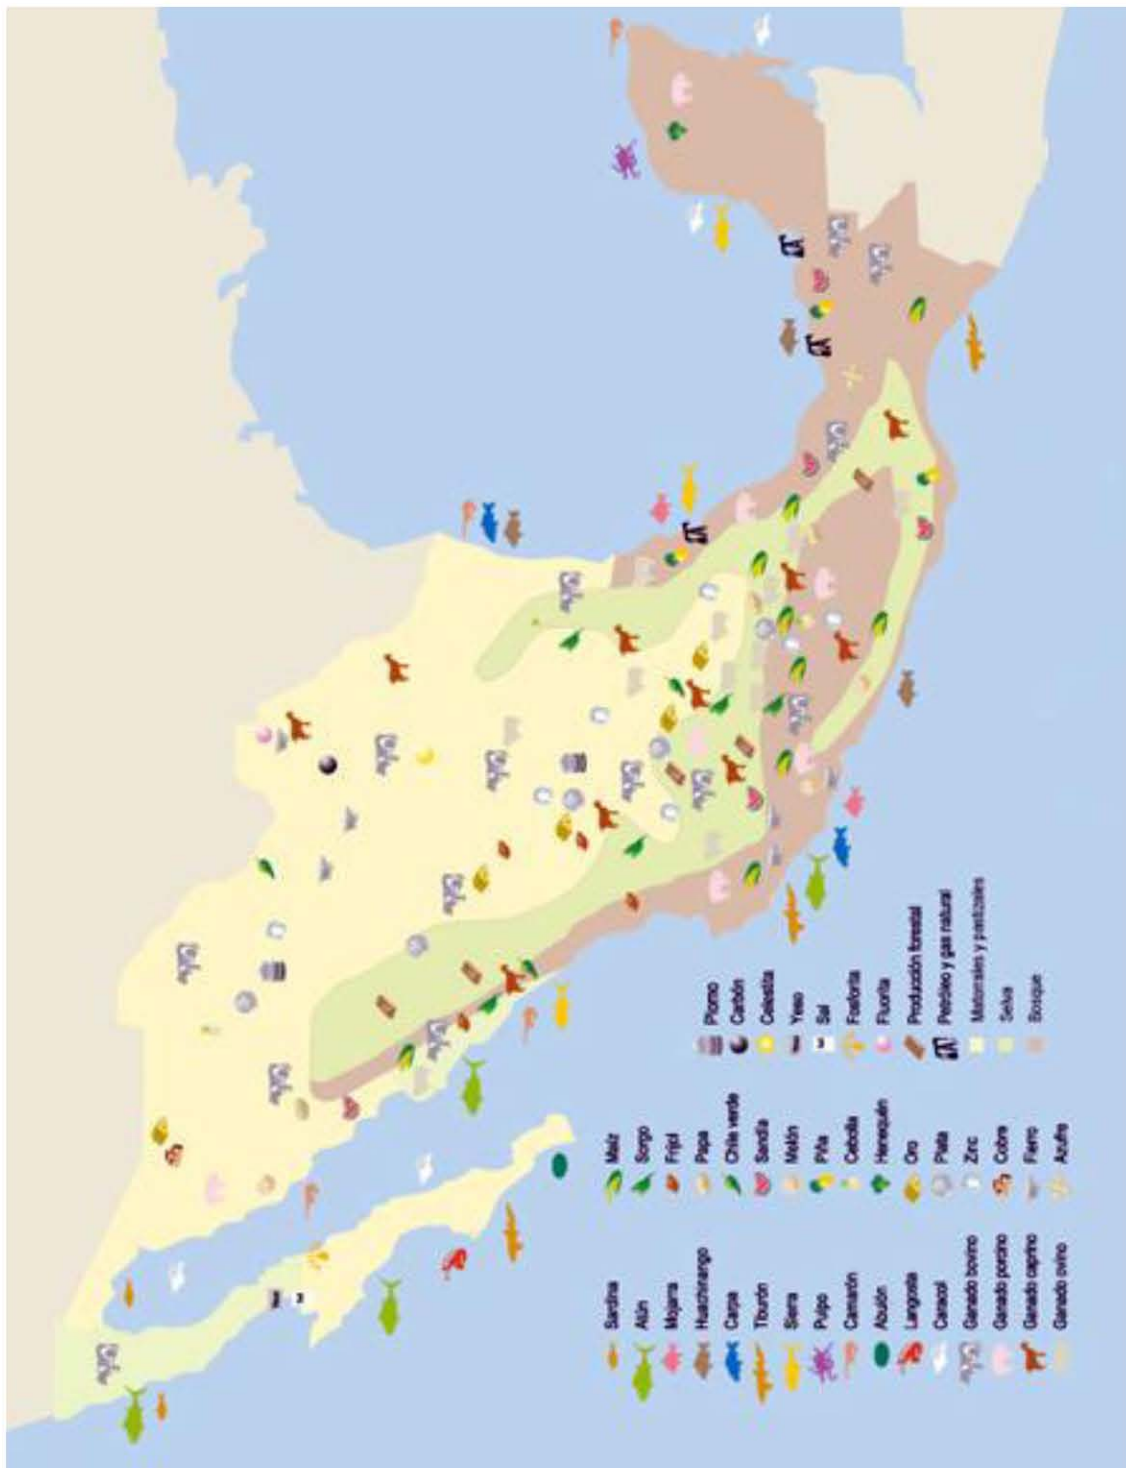 Sardina
Atún
Mojarra
Huatchinango
Carpa
Tiburón
Sierra
Pulpo
Camarón
Abulón
Langosta
Caracol
Ganado bovino
Ganado porcino
Ganado caprino
Ganado ovino
Maíz
Sorgo
Frijol
Papa
Chile verde
Sandía
Melón
Piña
Cebolla
Henequén
Oro
Plata
Zinc
Cobre
Fierro
Azufre
Plomo
Carbón
Celestita
Yeso
Sal
Fosforita
Fluorita
Producción forestal
Petróleo y gas natural
Matorrales y pastizales
Selva
Bosque